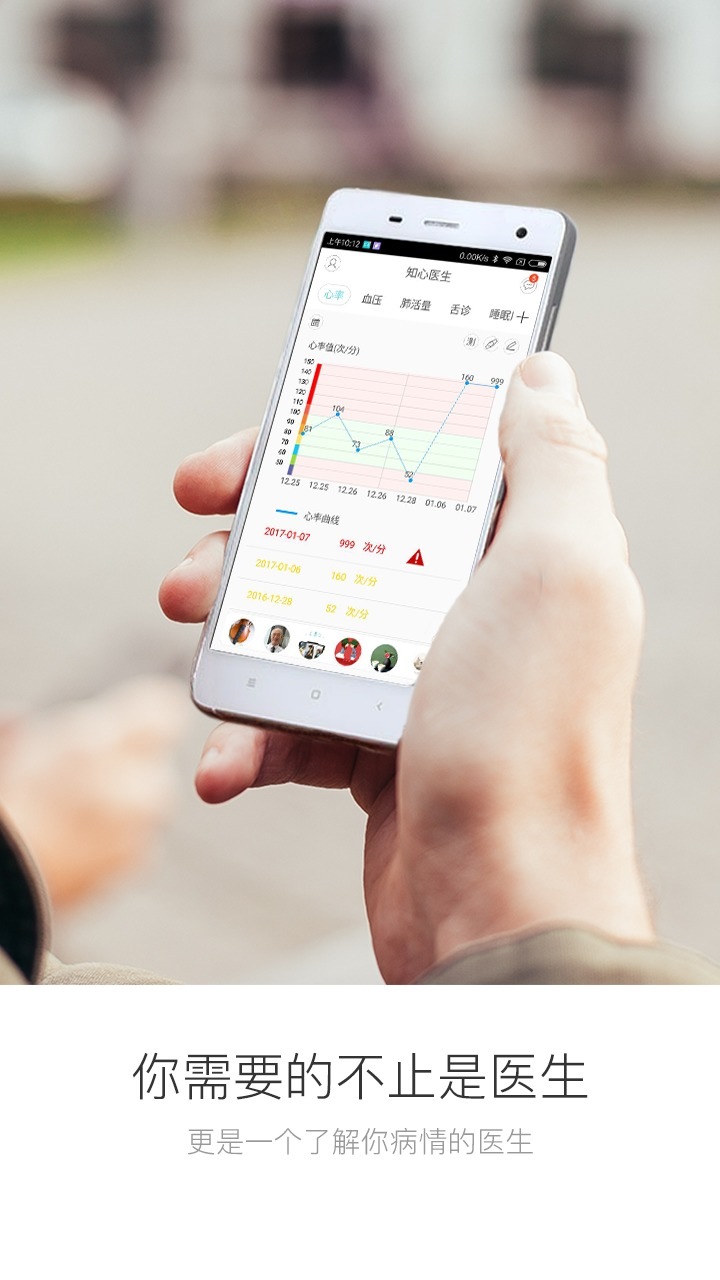 上午10:12
0.00K/s
知心医生
5
心率 血压 肺活量 舌诊 睡眠
测
心率值(次/分)
150
140
130
120
110
100
90
80
70
60
50
81
104
73
88
52
160
999
12.25 12.25 12.26 12.26 12.28 01.06 01.07
心率曲线
2017-01-07 999 次/分
2017-01-06 160 次/分
2016-12-28 52 次/分
你需要的不止是医生
更是一个了解你病情的医生